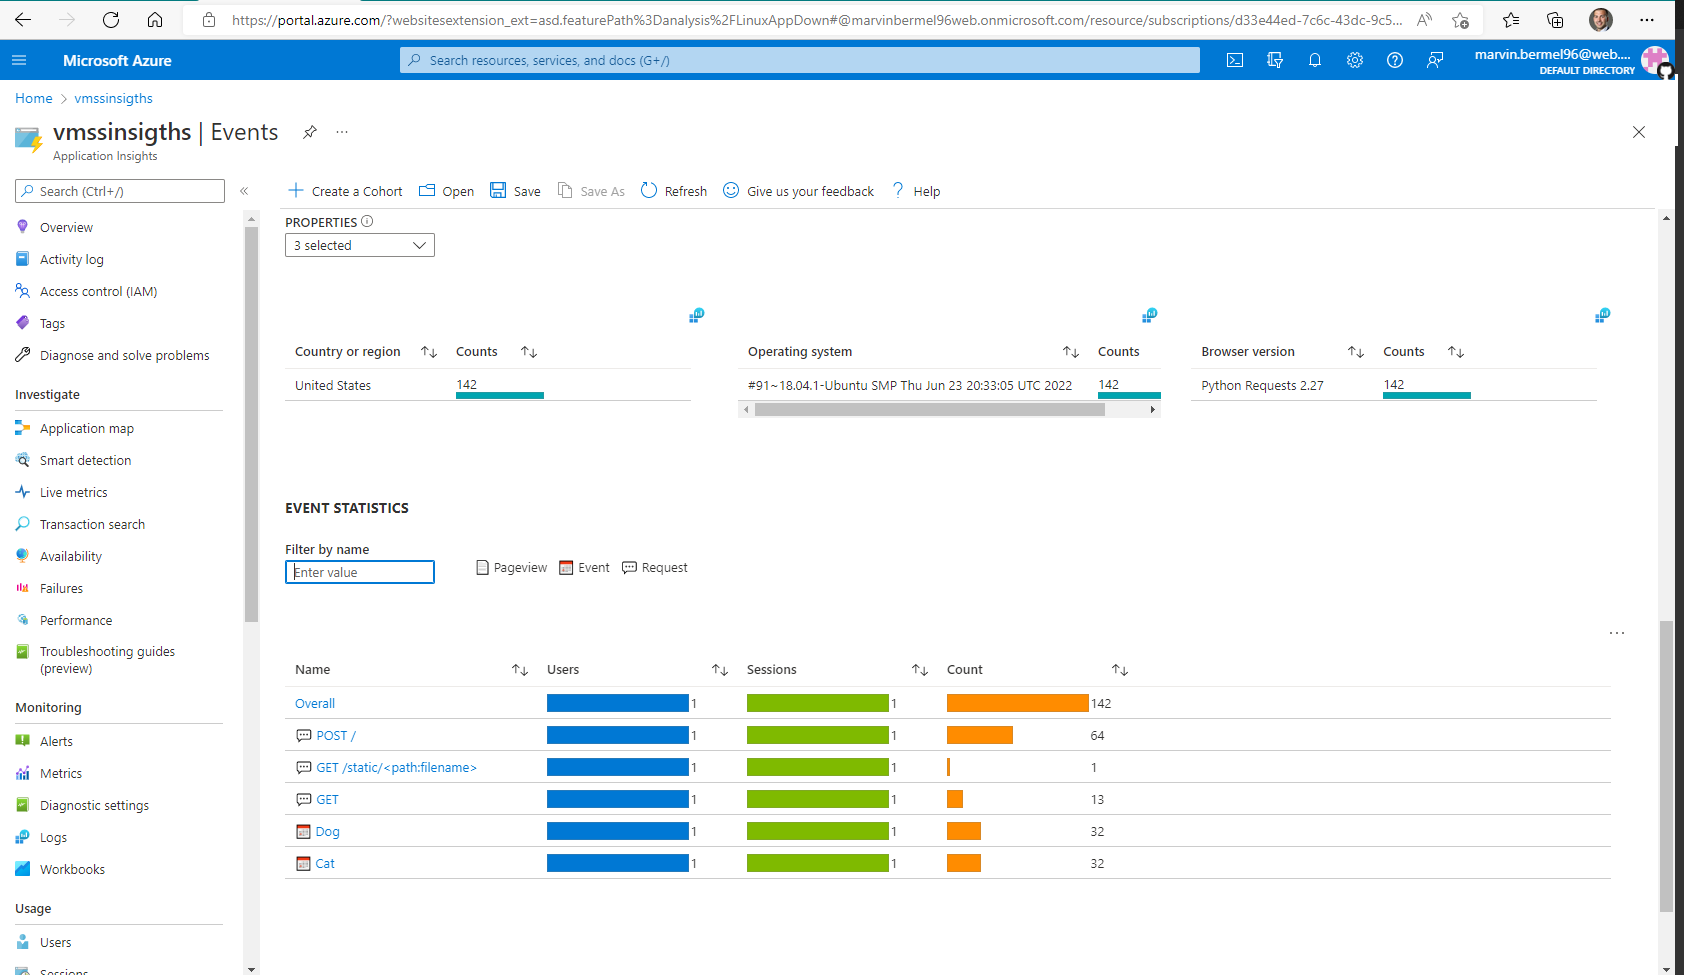 https://portal.azure.com/?websitesextension_ext=asd.featurePath%3Danalysis%2FLinuxAppDown#@marvinbermel96web.onmicrosoft.com/resource/subscriptions/d33e44ed-7c6c-43dc-9c5...
Microsoft Azure
Search resources, services, and docs (G+/)
marvin.bermel96@web....
DEFAULT DIRECTORY
Home > vmssinsigths
vmssinsigths | Events
Application Insights
Search (Ctrl+/)
Overview
Activity log
Access control (IAM)
Tags
Diagnose and solve problems
Investigate
Application map
Smart detection
Live metrics
Transaction search
Availability
Failures
Performance
Troubleshooting guides
(preview)
Monitoring
Alerts
Metrics
Diagnostic settings
Logs
Workbooks
Usage
Users
Sessions
Create a Cohort Open Save Save As Refresh Give us your feedback Help
PROPERTIES
3 selected
Country or region Counts
United States 142
Operating system Counts
#91~18.04.1-Ubuntu SMP Thu Jun 23 20:33:05 UTC 2022 142
Browser version Counts
Python Requests 2.27 142
EVENT STATISTICS
Filter by name
Enter value
Pageview Event Request
Name Users Sessions Count
Overall 1 1 142
POST / 1 1 64
GET /static/<path:filename> 1 1 1
GET 1 1 13
Dog 1 1 32
Cat 1 1 32